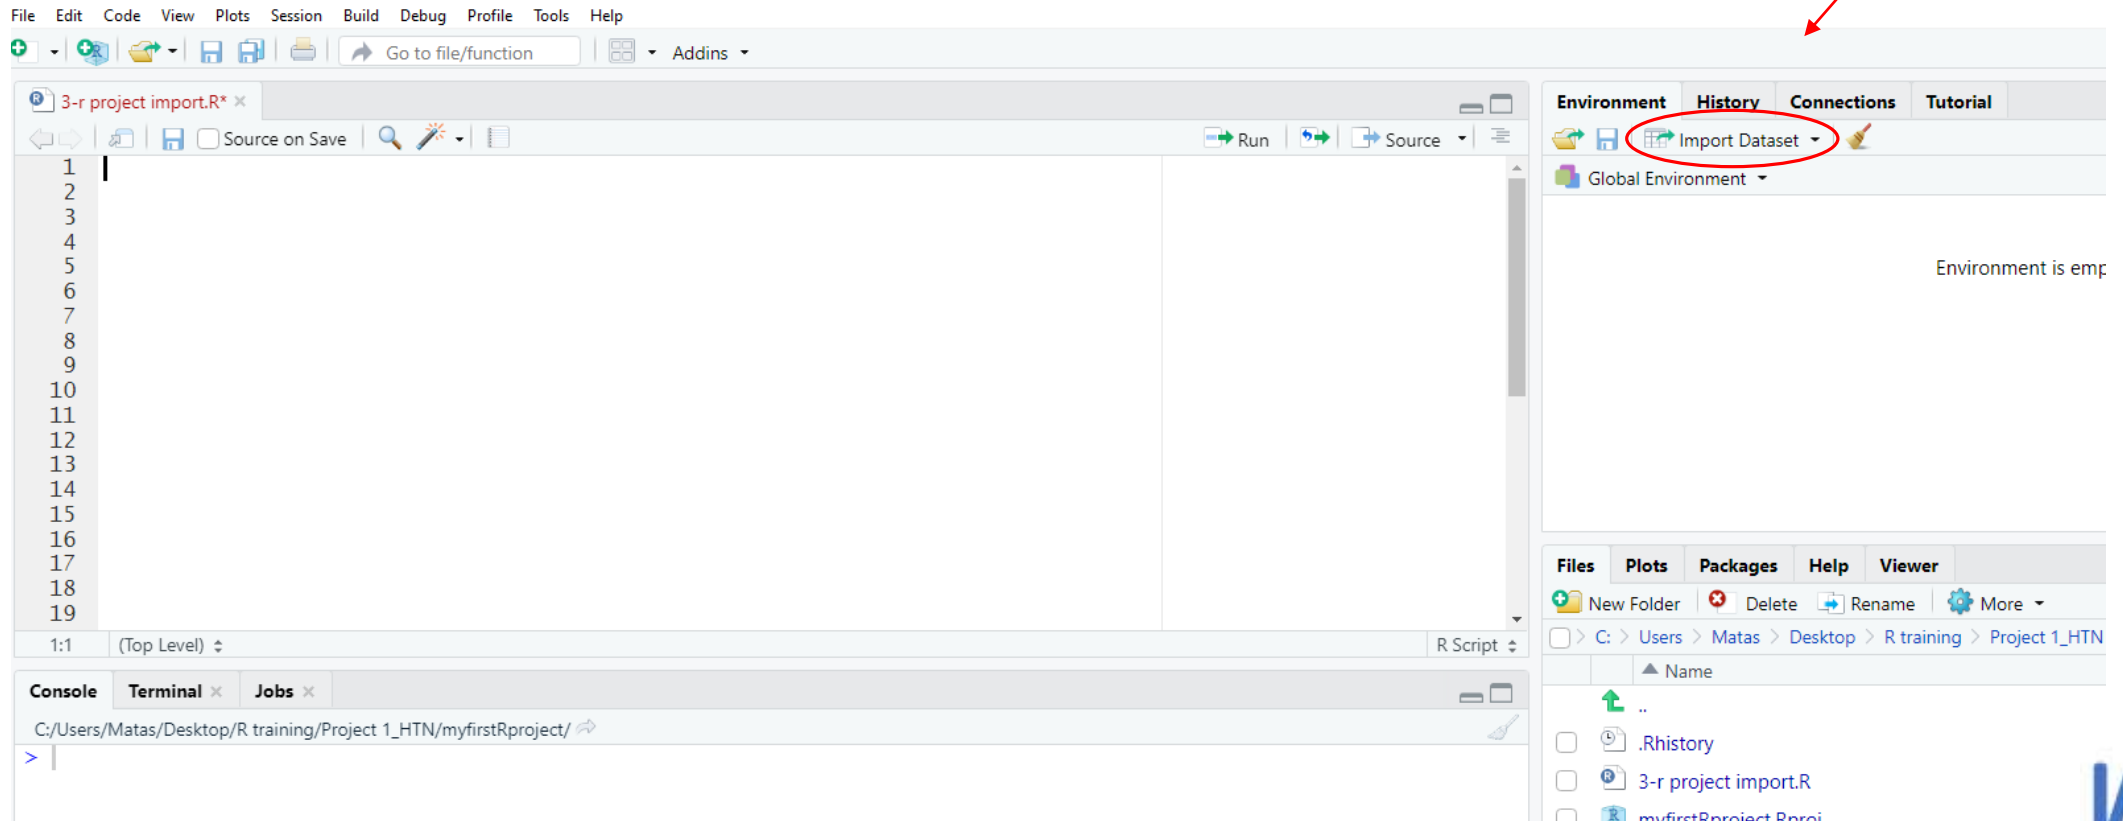 File Edit Code View Plots Session Build Debug Profile Tools Help
Go to file/function Addins
3-r project import.R*
Source on Save Run Source
1
2
3
4
5
6
7
8
9
10
11
12
13
14
15
16
17
18
19
1:1 (Top Level) R Script
Console Terminal Jobs
C:/Users/Matas/Desktop/R training/Project 1_HTN/myfirstRproject/
>
Environment History Connections Tutorial
Import Dataset
Global Environment
Environment is emp
Files Plots Packages Help Viewer
New Folder Delete Rename More
C: > Users > Matas > Desktop > R training > Project 1_HTN
Name
..
.Rhistory
3-r project import.R
myfirstRproject.Rproj